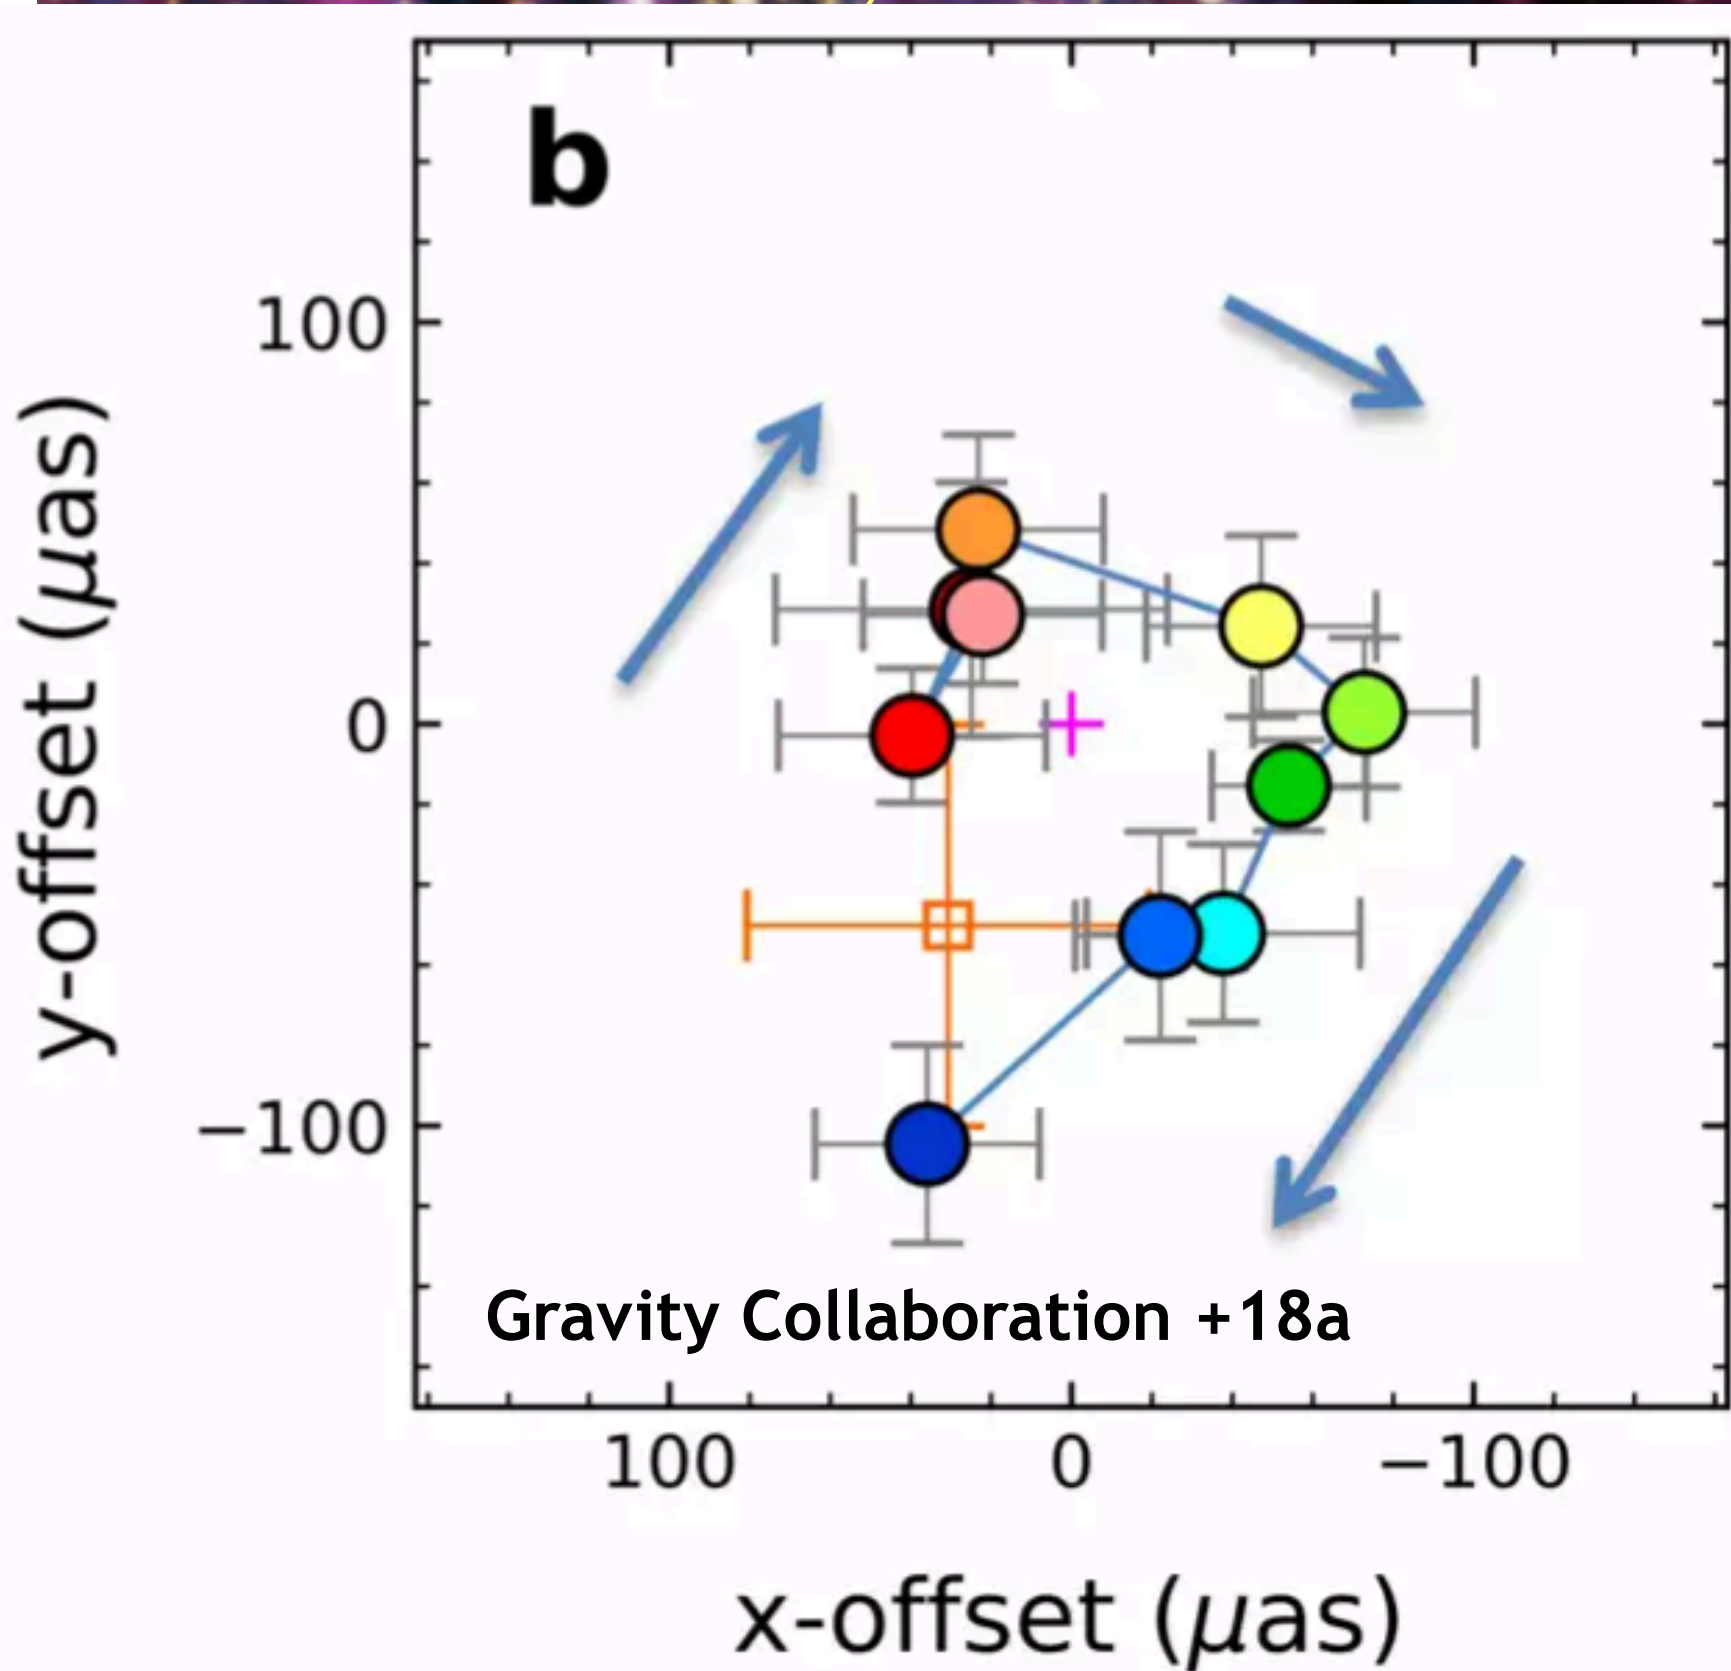 b
100
0
−100
y-offset (μas)
Gravity Collaboration +18a
100 0 −100
x-offset (μas)